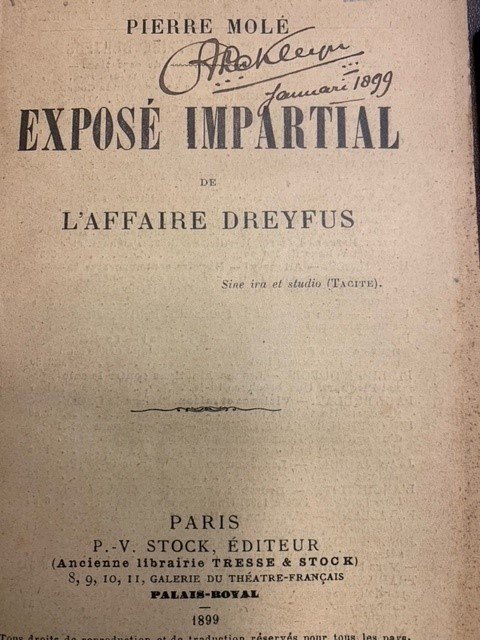 PIERRE MOLÉ
Januari 1899
EXPOSÉ IMPARTIAL
DE
L'AFFAIRE DREYFUS
Sine ira et studio (TACITE).
PARIS
P.-V. STOCK, ÉDITEUR
(Ancienne librairie TRESSE & STOCK)
8, 9, 10, 11, GALERIE DU THÉATRE-FRANÇAIS
PALAIS-ROYAL
1899
Tous droits de reproduction et de traduction réservés pour tous les pays.